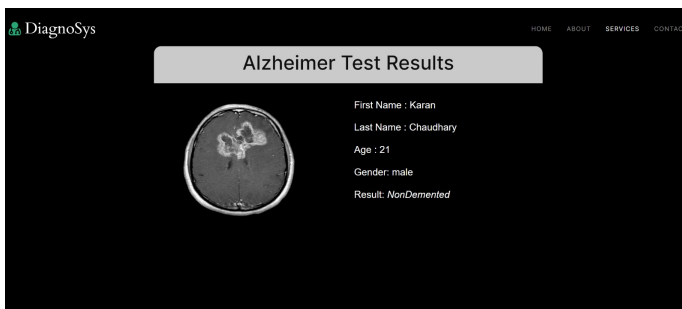 DiagnoSys
HOME ABOUT SERVICES CONTAC
Alzheimer Test Results
First Name : Karan
Last Name : Chaudhary
Age : 21
Gender: male
Result: NonDemented